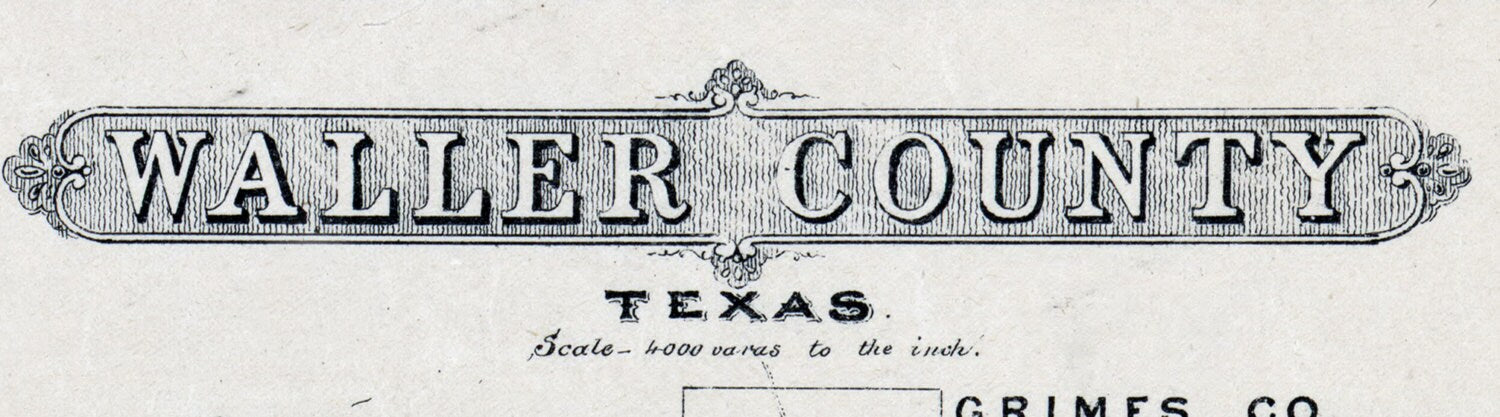 WALLER COUNTY
TEXAS.
Scale - 4000 varas to the inch.
GRIMES CO